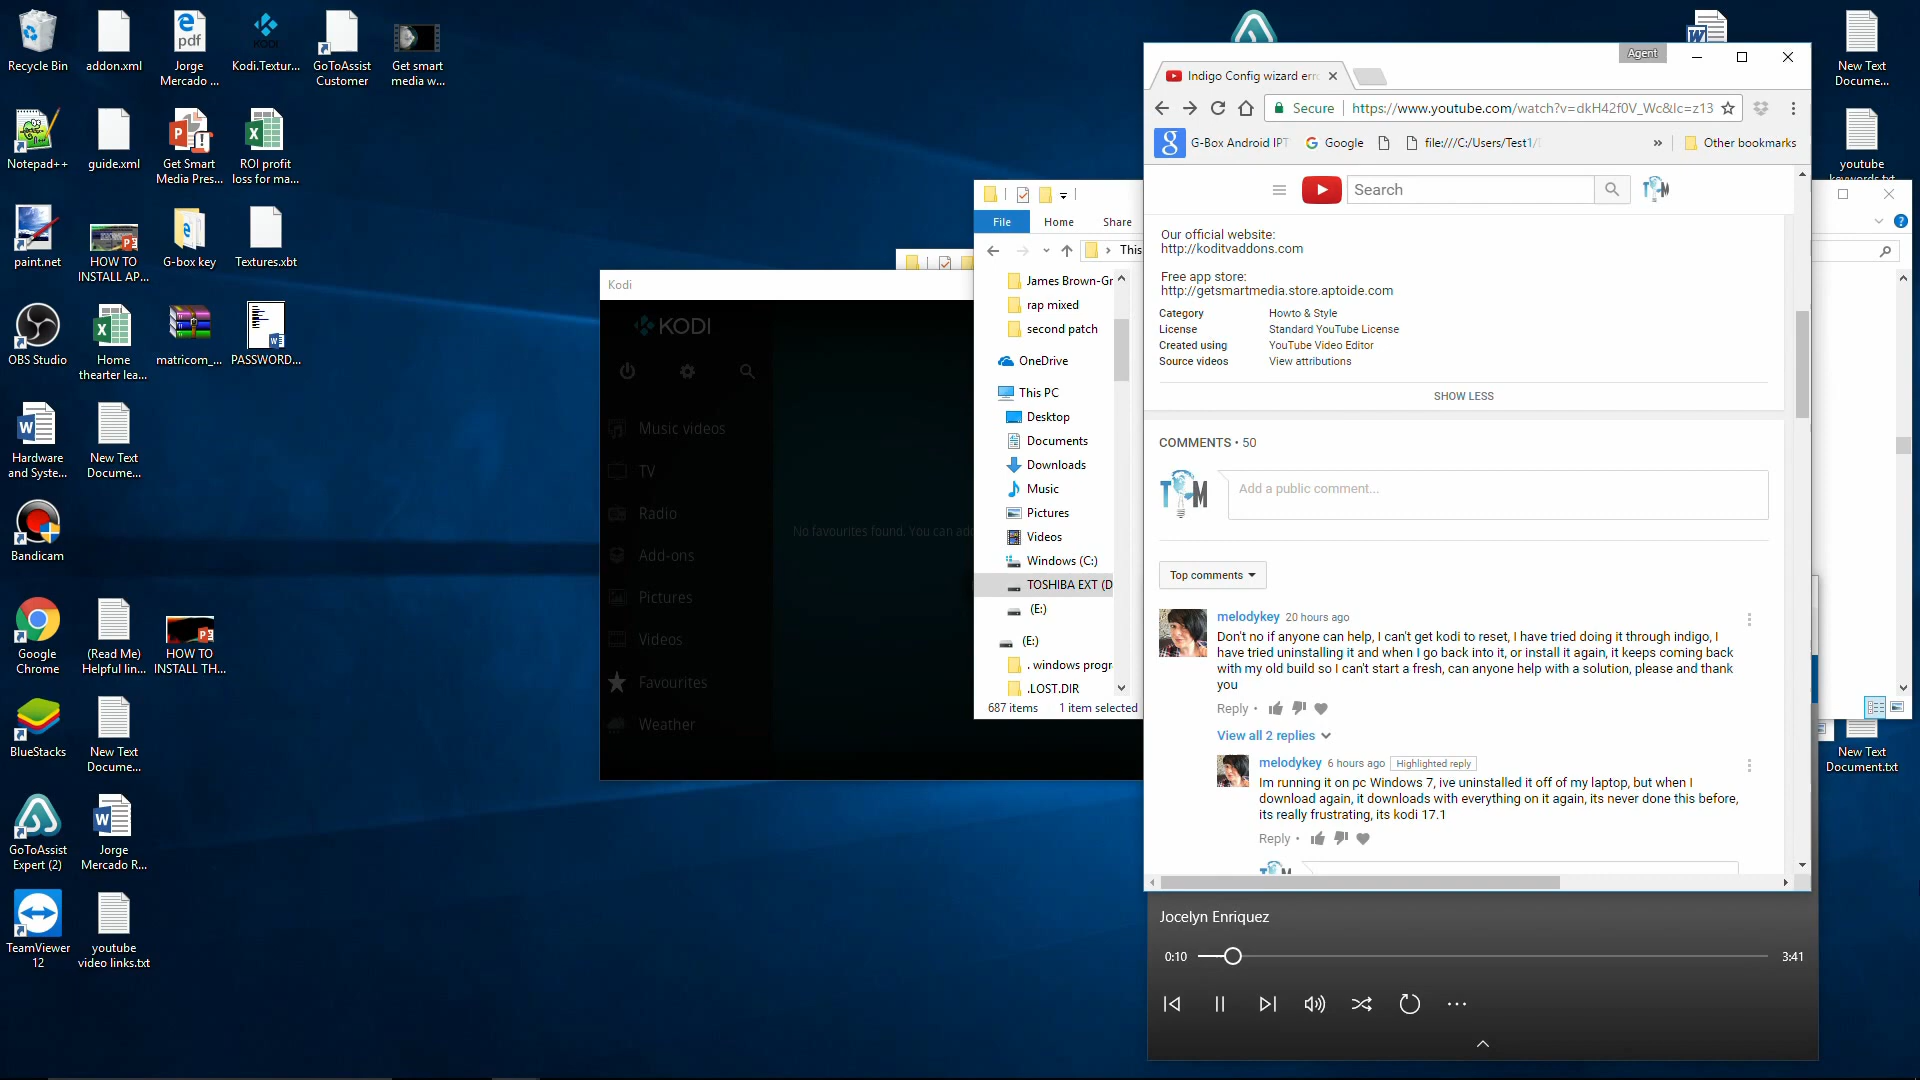 Recycle Bin
addon.xml
Jorge
Mercado ...
Kodi.Textur...
GoToAssist
Customer
Get smart
media w...
Notepad++
guide.xml
Get Smart
Media Pres...
ROI profit
loss for ma...
paint.net
HOW TO
INSTALL AP...
G-box key
Textures.xbt
OBS Studio
Home
thearter lea...
matricom_...
PASSWORD...
Hardware
and Syste...
New Text
Docume...
Bandicam
Google
Chrome
(Read Me)
Helpful lin...
HOW TO
INSTALL TH...
BlueStacks
New Text
Docume...
GoToAssist
Expert (2)
Jorge
Mercado R...
TeamViewer
12
youtube
video links.txt
Kodi
KODI
Music videos
TV
Radio
Add-ons
Pictures
Videos
Favourites
Weather
No favourites found. You can ad
File
Home
Share
This
James Brown-Gr
rap mixed
second patch
OneDrive
This PC
Desktop
Documents
Downloads
Music
Pictures
Videos
Windows (C:)
TOSHIBA EXT (D
(E:)
(E:)
. windows progr
.LOST.DIR
687 items
1 item selected
Agent
Indigo Config wizard err
Secure
https://www.youtube.com/watch?v=dkH42f0V_Wc&lc=z13
G-Box Android IPT
Google
file:///C:/Users/Test1/
»
Other bookmarks
Search
Our official website:
http://koditvaddons.com
Free app store:
http://getsmartmedia.store.aptoide.com
Category Howto & Style
License Standard YouTube License
Created using YouTube Video Editor
Source videos View attributions
SHOW LESS
COMMENTS • 50
Add a public comment...
Top comments
melodykey 20 hours ago
Don't no if anyone can help, I can't get kodi to reset, I have tried doing it through indigo, I
have tried uninstalling it and when I go back into it, or install it again, it keeps coming back
with my old build so I can't start a fresh, can anyone help with a solution, please and thank
you
Reply •
View all 2 replies
melodykey 6 hours ago Highlighted reply
Im running it on pc Windows 7, ive uninstalled it off of my laptop, but when I
download again, it downloads with everything on it again, its never done this before,
its really frustrating, its kodi 17.1
Reply •
Jocelyn Enriquez
0:10
3:41
New Text
Docume...
youtube
keywords.txt
New Text
Document.txt